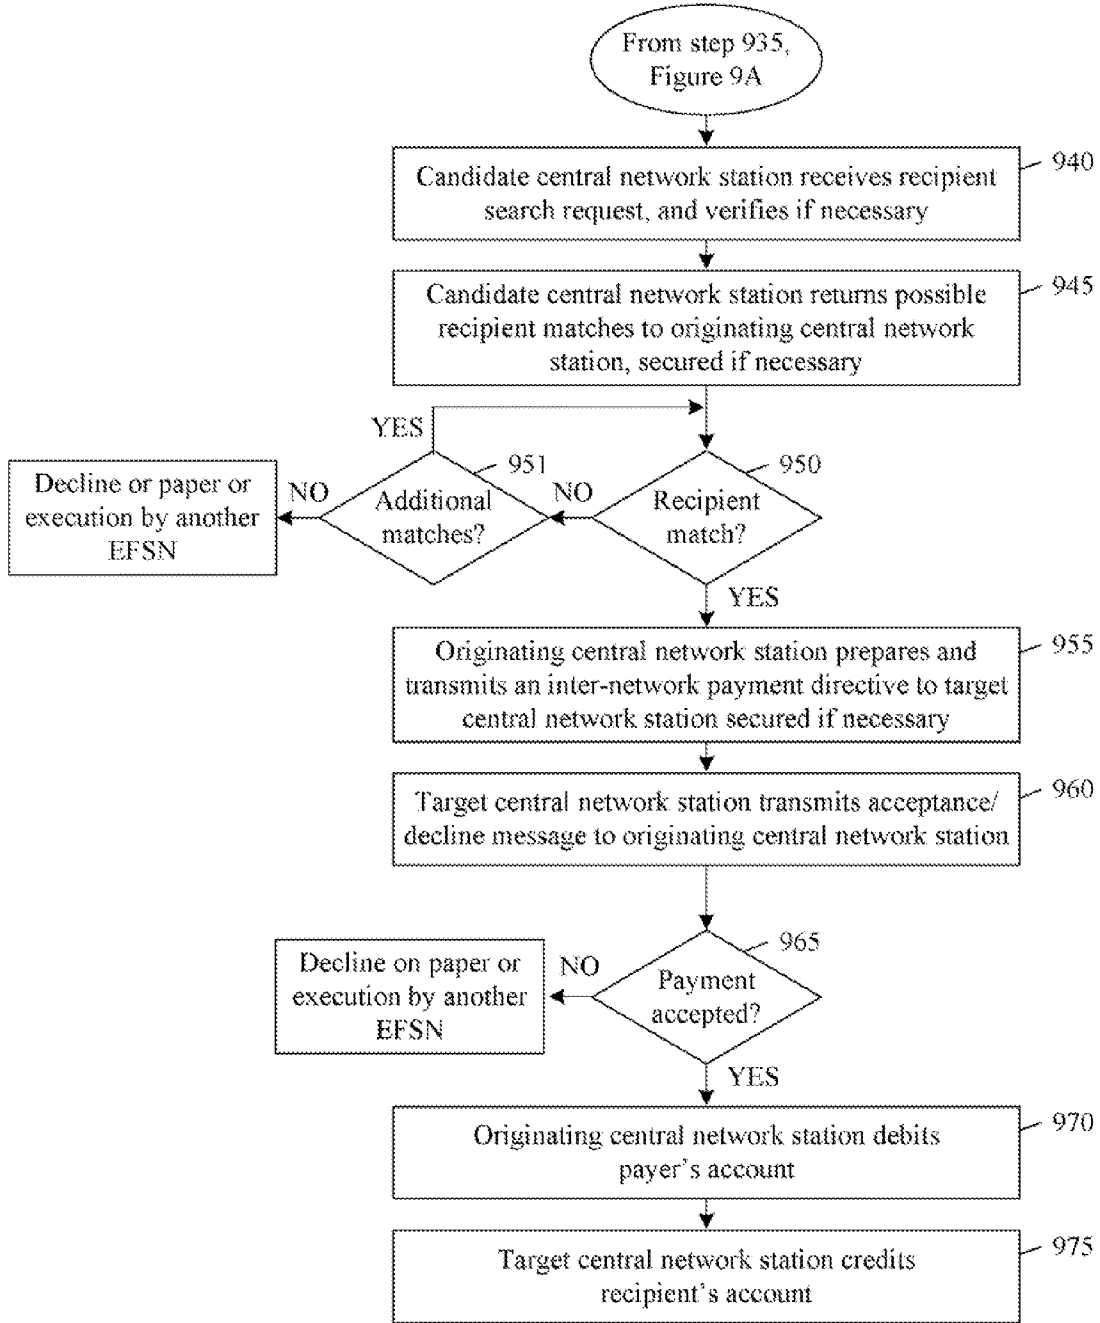 From step 935,
Figure 9A
940
Candidate central network station receives recipient
search request, and verifies if necessary
945
Candidate central network station returns possible
recipient matches to originating central network
station, secured if necessary
YES
951
950
Decline or paper or
execution by another
EFSN
NO
Additional
matches?
NO
Recipient
match?
YES
955
Originating central network station prepares and
transmits an inter-network payment directive to target
central network station secured if necessary
960
Target central network station transmits acceptance/
decline message to originating central network station
965
Decline on paper or
execution by another
EFSN
NO
Payment
accepted?
YES
970
Originating central network station debits
payer's account
975
Target central network station credits
recipient's account